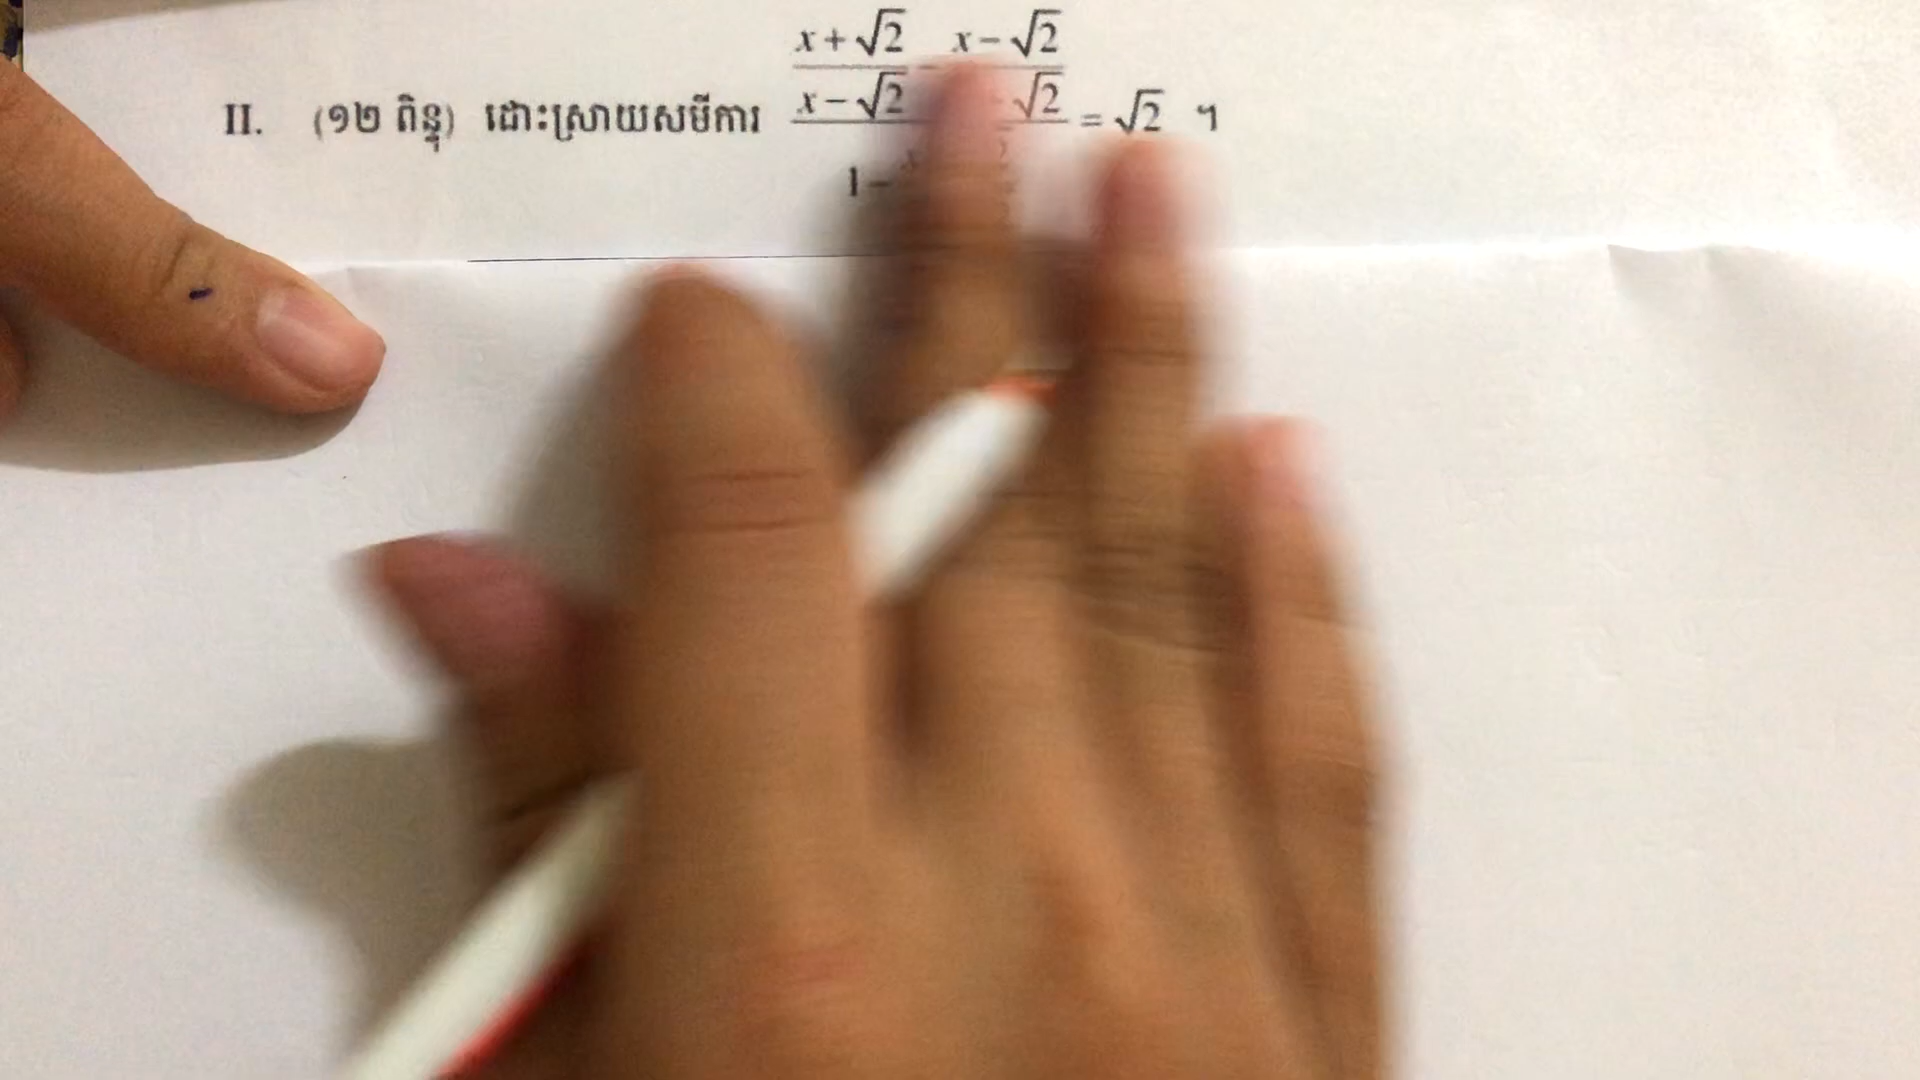 x+√2 x−√2
x−√2 √2
II. (១២ ពិន្ទុ) ដោះស្រាយសមីការ = √2 ។
1−